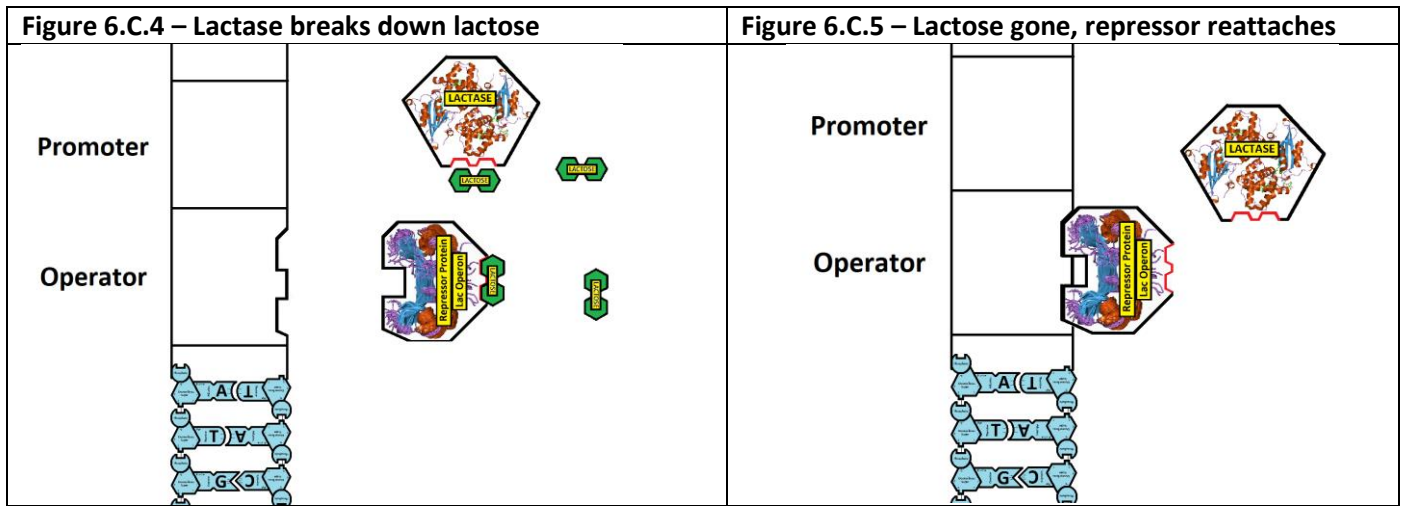 Figure 6.C.4 – Lactase breaks down lactose
Promoter
Operator
LACTASE
LACTOSE
LACTOSE
Repressor Protein
Lac Operon
LACTOSE
LACTOSE
A T
T A
G C
Figure 6.C.5 – Lactose gone, repressor reattaches
Promoter
Operator
LACTASE
Repressor Protein
Lac Operon
A T
T A
G C